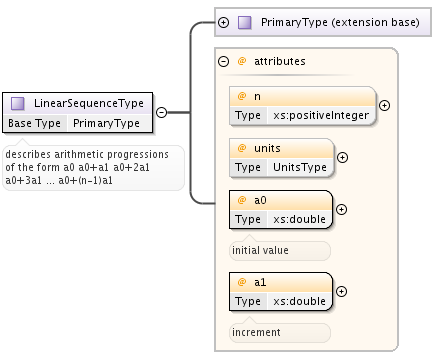 PrimaryType (extension base)
@ attributes
LinearSequenceType
Base Type PrimaryType
describes arithmetic progressions
of the form a0 a0+a1 a0+2a1
a0+3a1 ... a0+(n-1)a1
@ n
Type xs:positiveInteger
@ units
Type UnitsType
@ a0
Type xs:double
initial value
@ a1
Type xs:double
increment